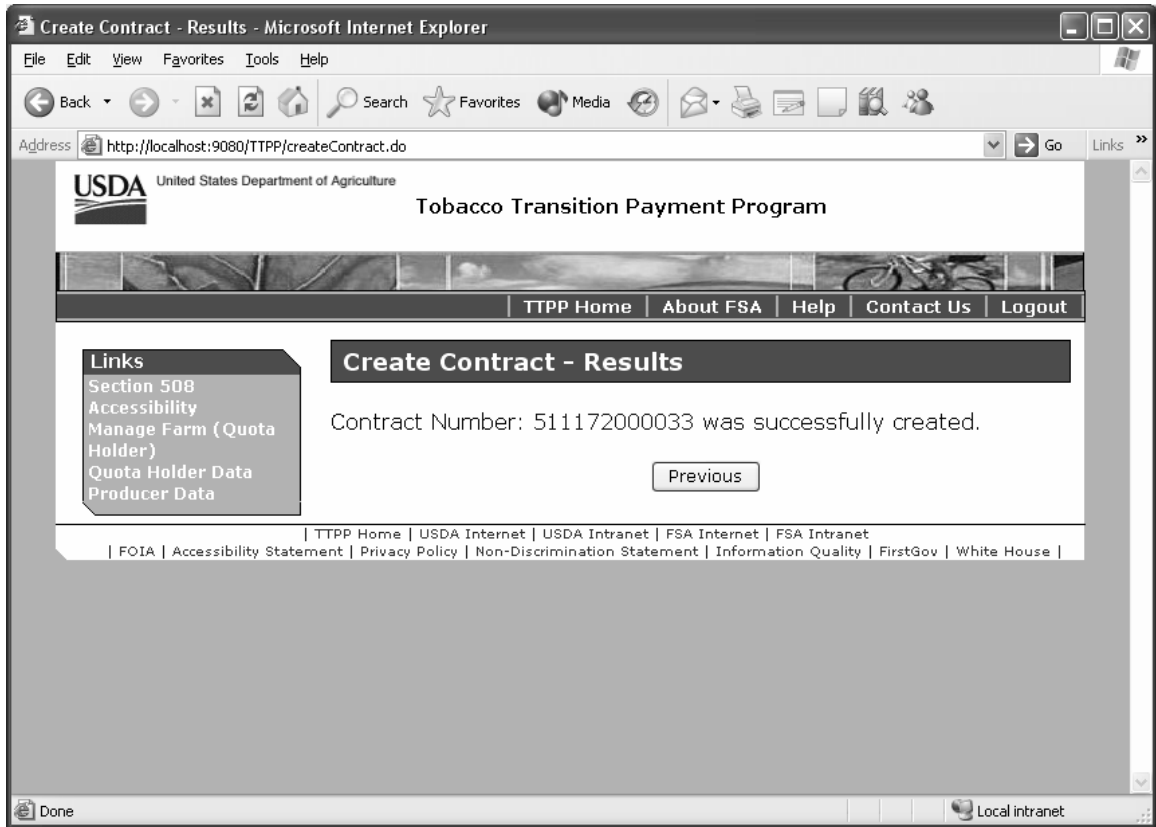 Create Contract - Results - Microsoft Internet Explorer
File Edit View Favorites Tools Help
Back Search Favorites Media
Address http://localhost:9080/TTPP/createContract.do Go Links »
USDA United States Department of Agriculture
Tobacco Transition Payment Program
| TTPP Home | About FSA | Help | Contact Us | Logout |
Links
Section 508
Accessibility
Manage Farm (Quota
Holder)
Quota Holder Data
Producer Data
Create Contract - Results
Contract Number: 511172000033 was successfully created.
Previous
| TTPP Home | USDA Internet | USDA Intranet | FSA Internet | FSA Intranet
| FOIA | Accessibility Statement | Privacy Policy | Non-Discrimination Statement | Information Quality | FirstGov | White House |
Done Local intranet